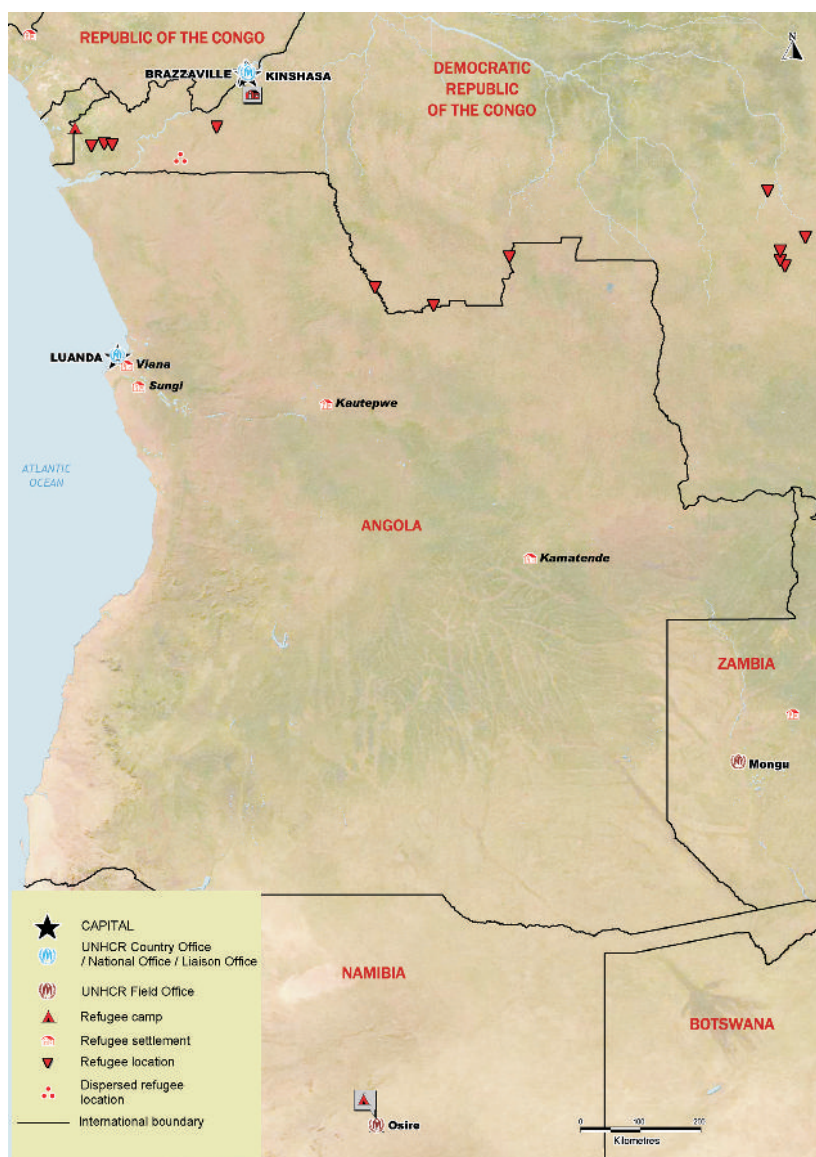 REPUBLIC OF THE CONGO
BRAZZAVILLE
KINSHASA
DEMOCRATIC
REPUBLIC
OF THE CONGO
N
LUANDA
Viana
Sungi
Kautepwe
ATLANTIC
OCEAN
ANGOLA
Kamatende
ZAMBIA
Mongu
CAPITAL
UNHCR Country Office
/ National Office / Liaison Office
UNHCR Field Office
Refugee camp
Refugee settlement
Refugee location
Dispersed refugee
location
International boundary
NAMIBIA
BOTSWANA
Osire
0 100 200
Kilometres